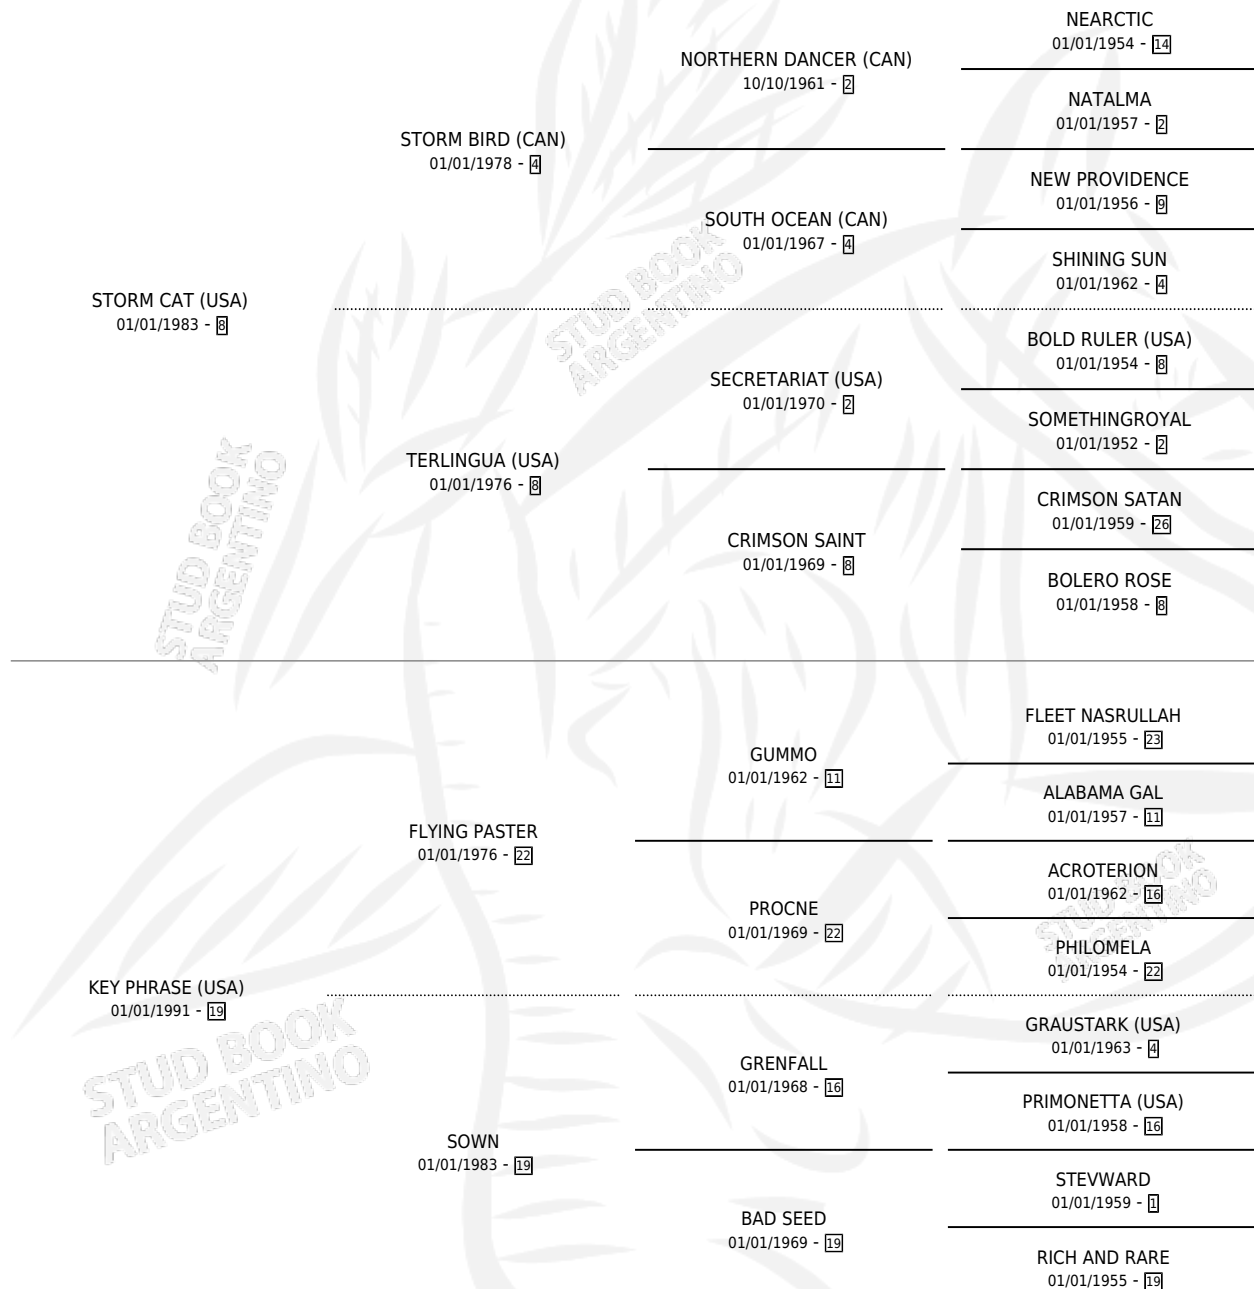 STORM CAT (USA)
01/01/1983 - 8
STORM BIRD (CAN)
01/01/1978 - 4
NORTHERN DANCER (CAN)
10/10/1961 - 2
NEARCTIC
01/01/1954 - 14
NATALMA
01/01/1957 - 2
SOUTH OCEAN (CAN)
01/01/1967 - 4
NEW PROVIDENCE
01/01/1956 - 9
SHINING SUN
01/01/1962 - 4
TERLINGUA (USA)
01/01/1976 - 8
SECRETARIAT (USA)
01/01/1970 - 2
BOLD RULER (USA)
01/01/1954 - 8
SOMETHINGROYAL
01/01/1952 - 2
CRIMSON SAINT
01/01/1969 - 8
CRIMSON SATAN
01/01/1959 - 26
BOLERO ROSE
01/01/1958 - 8
KEY PHRASE (USA)
01/01/1991 - 19
FLYING PASTER
01/01/1976 - 22
GUMMO
01/01/1962 - 11
FLEET NASRULLAH
01/01/1955 - 23
ALABAMA GAL
01/01/1957 - 11
PROCNE
01/01/1969 - 22
ACROTERION
01/01/1962 - 16
PHILOMELA
01/01/1954 - 22
SOWN
01/01/1983 - 19
GRENFALL
01/01/1968 - 16
GRAUSTARK (USA)
01/01/1963 - 4
PRIMONETTA (USA)
01/01/1958 - 16
BAD SEED
01/01/1969 - 19
STEVWARD
01/01/1959 - 1
RICH AND RARE
01/01/1955 - 19
STUD BOOK
ARGENTINO
STUD BOOK
ARGENTINO
STUD BOOK
ARGENTINO
STUD BOOK
ARGENTINO